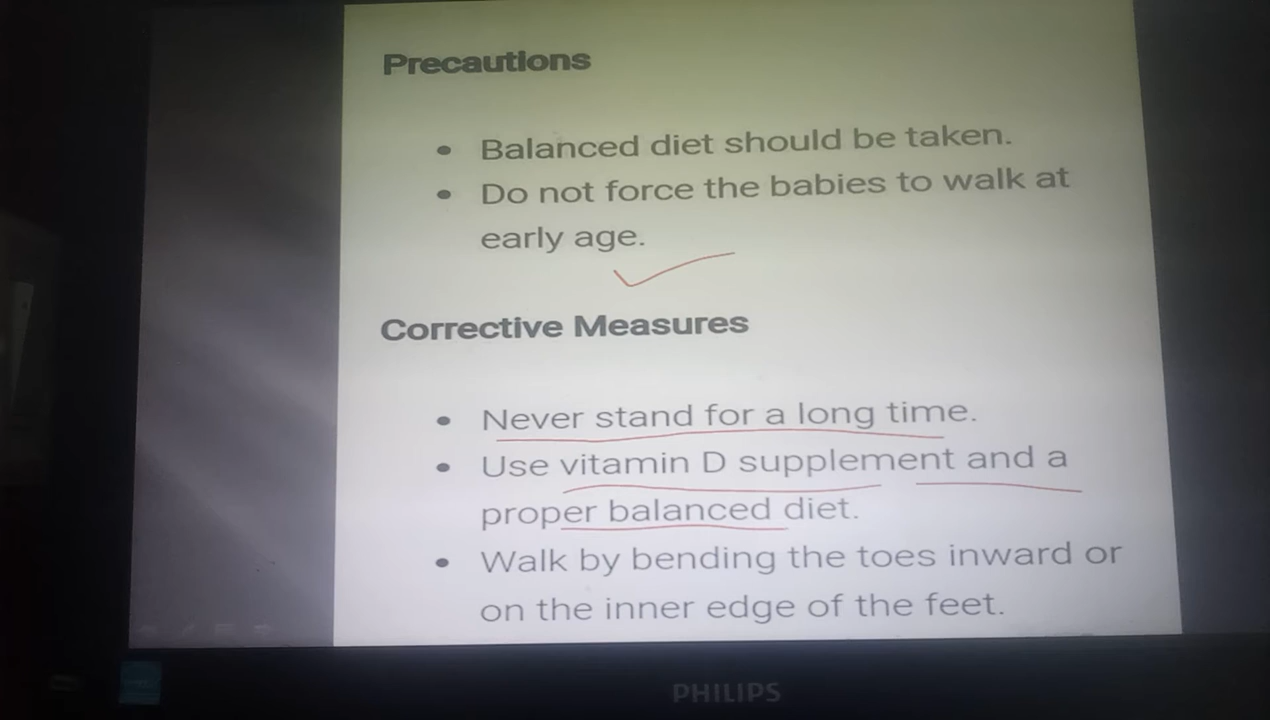 Precautions
• Balanced diet should be taken.
• Do not force the babies to walk at
early age.
Corrective Measures
• Never stand for a long time.
• Use vitamin D supplement and a
proper balanced diet.
• Walk by bending the toes inward or
on the inner edge of the feet.
PHILIPS